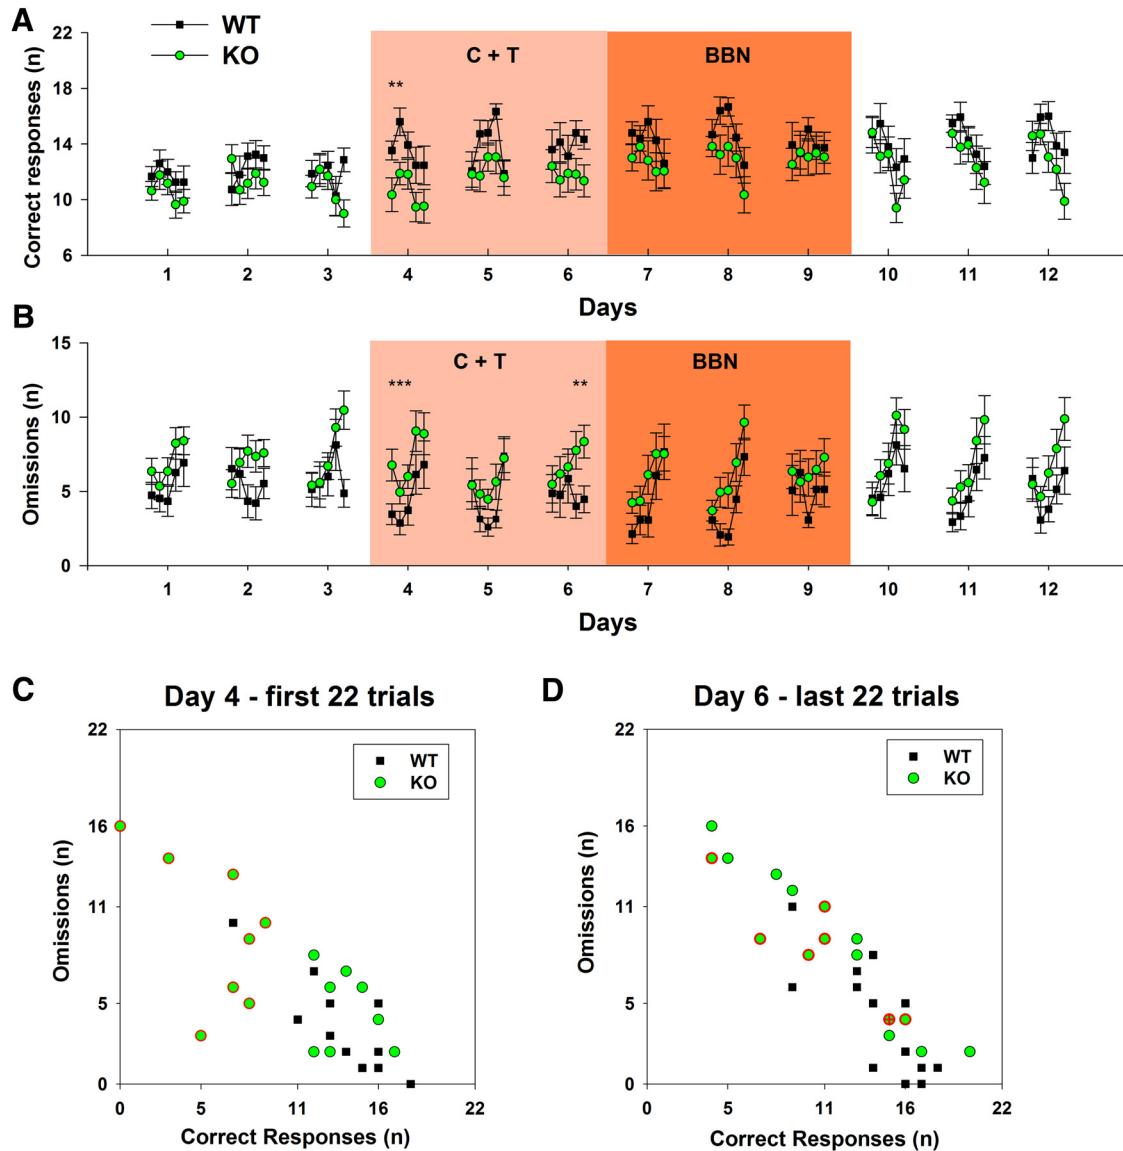 A
WT
KO
C + T
BBN
**
Correct responses (n)
22
18
14
10
6
1 2 3 4 5 6 7 8 9 10 11 12
Days
B
C + T
BBN
***
**
Omissions (n)
15
10
5
0
1 2 3 4 5 6 7 8 9 10 11 12
Days
C
Day 4 - first 22 trials
WT
KO
Omissions (n)
22
16
11
5
0
0 5 11 16 22
Correct Responses (n)
D
Day 6 - last 22 trials
WT
KO
Omissions (n)
22
16
11
5
0
0 5 11 16 22
Correct Responses (n)